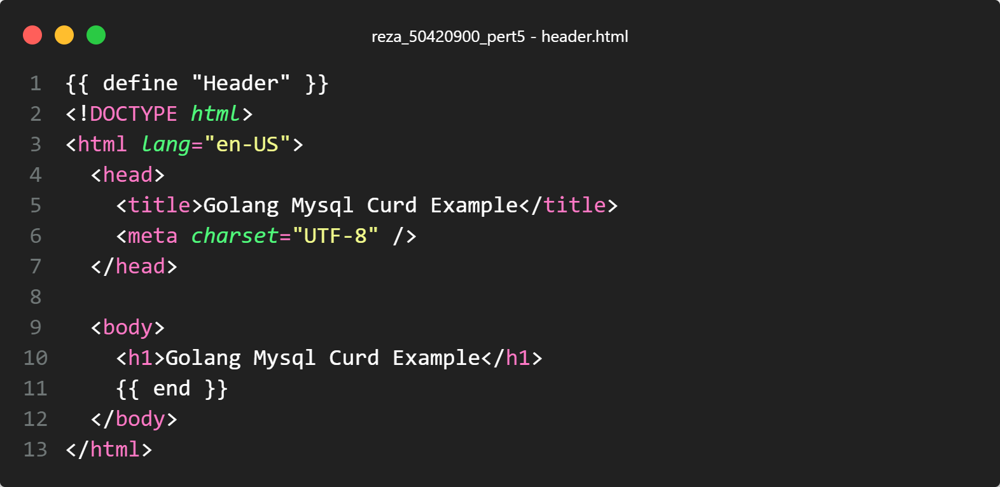 reza_50420900_pert5 - header.html
1 {{ define "Header" }}
2 <!DOCTYPE html>
3 <html lang="en-US">
4   <head>
5     <title>Golang Mysql Curd Example</title>
6     <meta charset="UTF-8" />
7   </head>
8
9   <body>
10     <h1>Golang Mysql Curd Example</h1>
11     {{ end }}
12   </body>
13 </html>